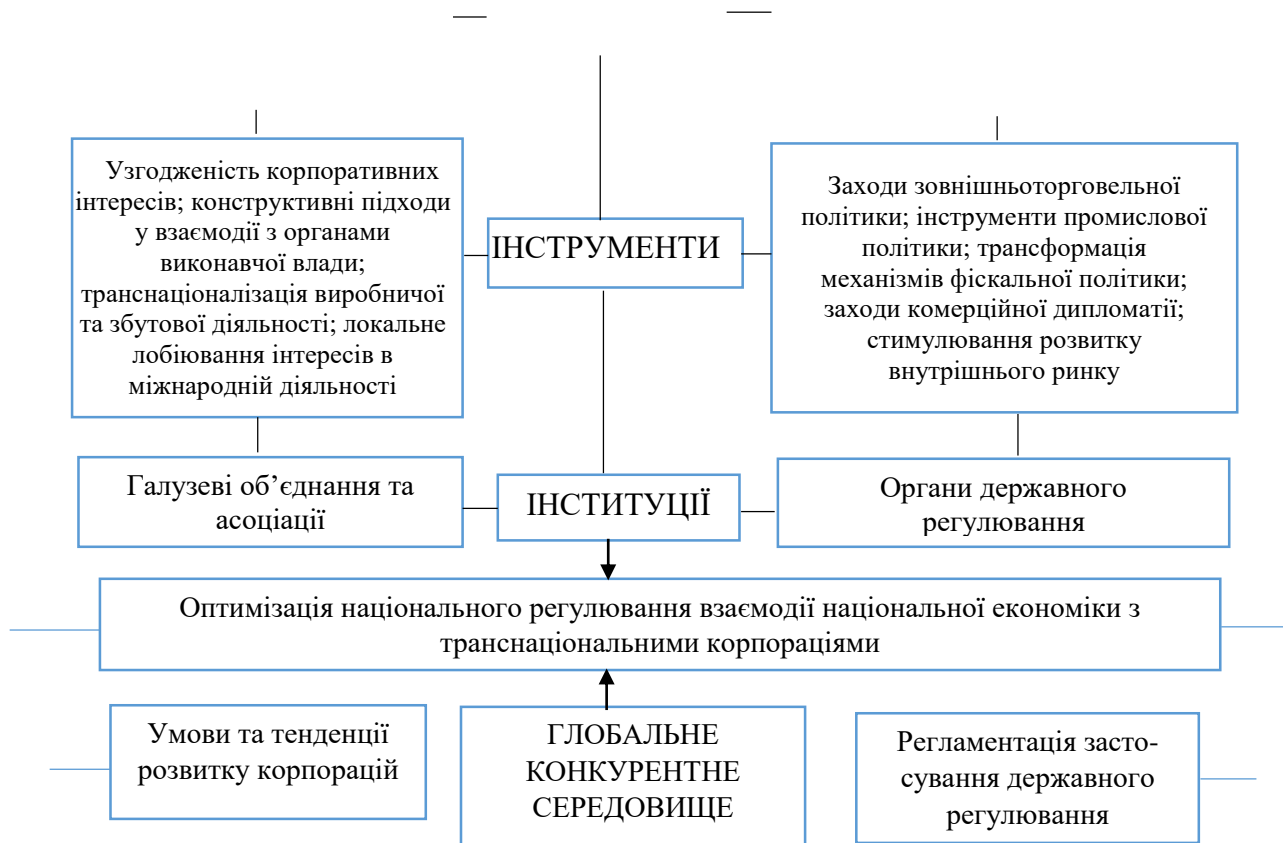 Узгодженість корпоративних
інтересів; конструктивні підходи
у взаємодії з органами
виконавчої влади;
транснаціоналізація виробничої
та збутової діяльності; локальне
лобіювання інтересів в
міжнародній діяльності
ІНСТРУМЕНТИ
Заходи зовнішньоторговельної
політики; інструменти промислової
політики; трансформація
механізмів фіскальної політики;
заходи комерційної дипломатії;
стимулювання розвитку
внутрішнього ринку
Галузеві об’єднання та
асоціації
ІНСТИТУЦІЇ
Органи державного
регулювання
Оптимізація національного регулювання взаємодії національної економіки з
транснаціональними корпораціями
Умови та тенденції
розвитку корпорацій
ГЛОБАЛЬНЕ
КОНКУРЕНТНЕ
СЕРЕДОВИЩЕ
Регламентація засто-
сування державного
регулювання